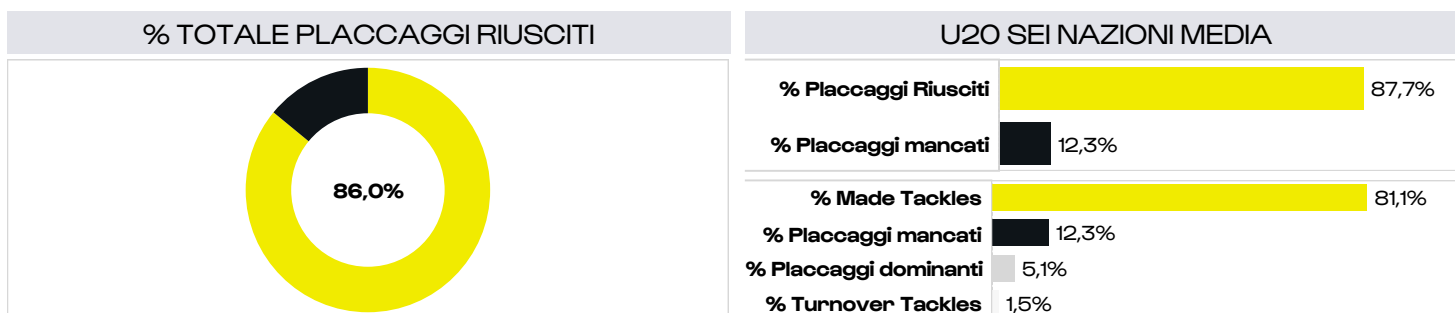 % TOTALE PLACCAGGI RIUSCITI
86,0%
U20 SEI NAZIONI MEDIA
% Placcaggi Riusciti 87,7%
% Placcaggi mancati 12,3%
% Made Tackles 81,1%
% Placcaggi mancati 12,3%
% Placcaggi dominanti 5,1%
% Turnover Tackles 1,5%